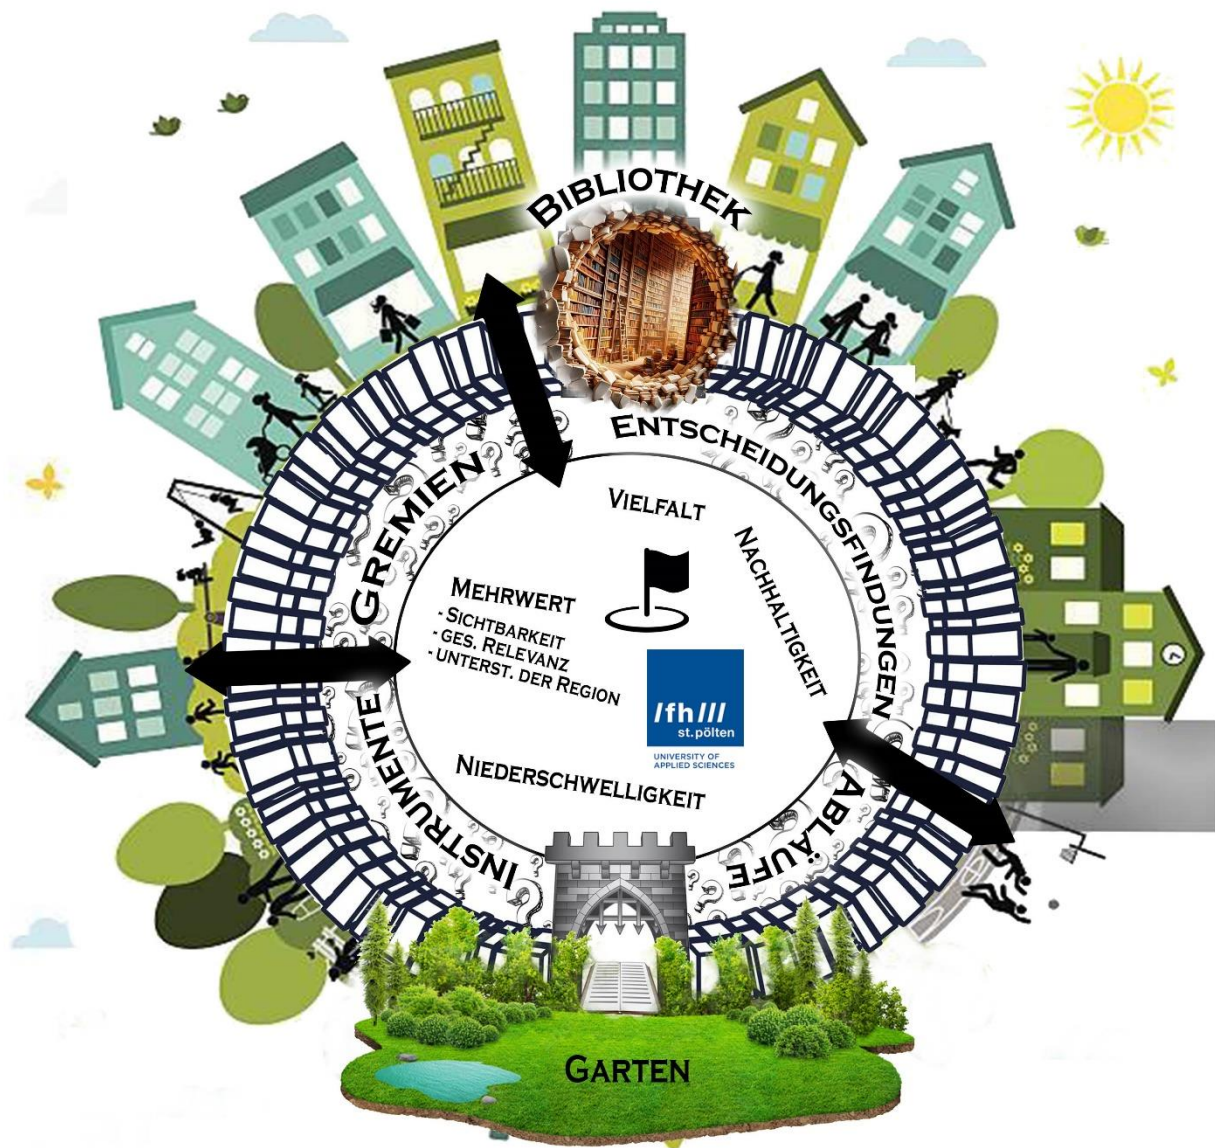 BIBLIOTHEK
ENTSCHEIDUNGSFINDUNGEN
GREMIEN
VIELFALT
NACHHALTIGKEIT
MEHRWERT
- SICHTBARKEIT
- GES. RELEVANZ
- UNTERST. DER REGION
/fh///
st.pölten
UNIVERSITY OF
APPLIED SCIENCES
NIEDERSCHWELLIGKEIT
INSTRUMENTE
ABLÄUFE
GARTEN